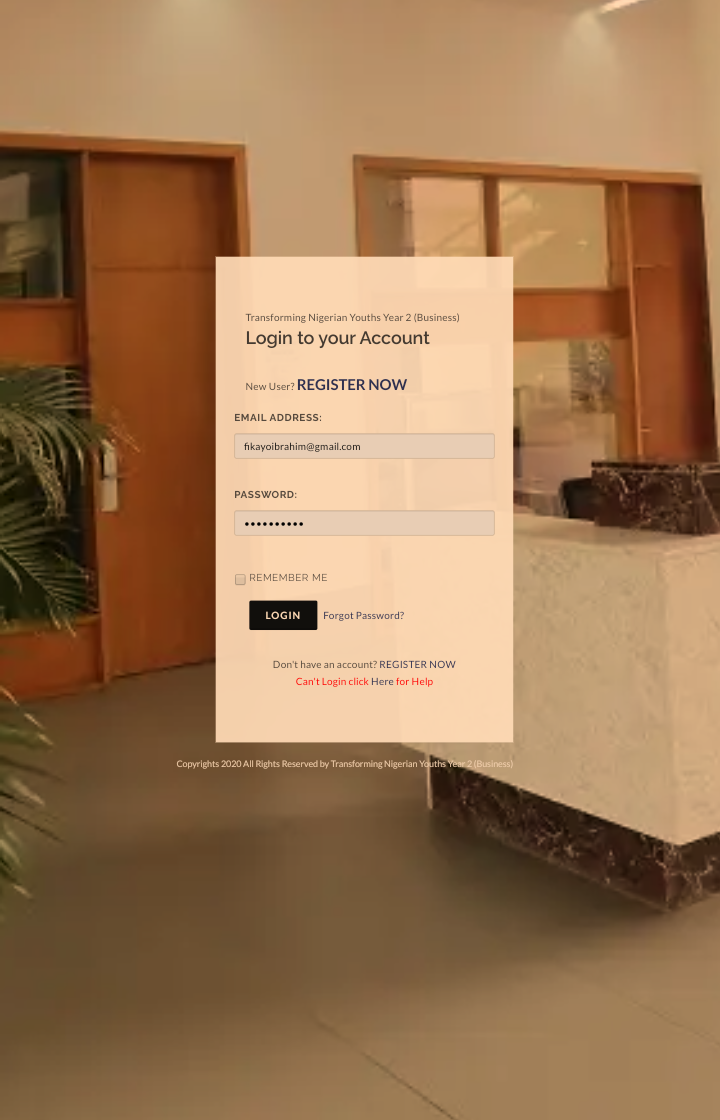 Transforming Nigerian Youths Year 2 (Business)
Login to your Account
New User? REGISTER NOW
EMAIL ADDRESS:
fikayoibrahim@gmail.com
PASSWORD:
••••••••••
REMEMBER ME
LOGIN Forgot Password?
Don't have an account? REGISTER NOW
Can't Login click Here for Help
Copyrights 2020 All Rights Reserved by Transforming Nigerian Youths Year 2 (Business)